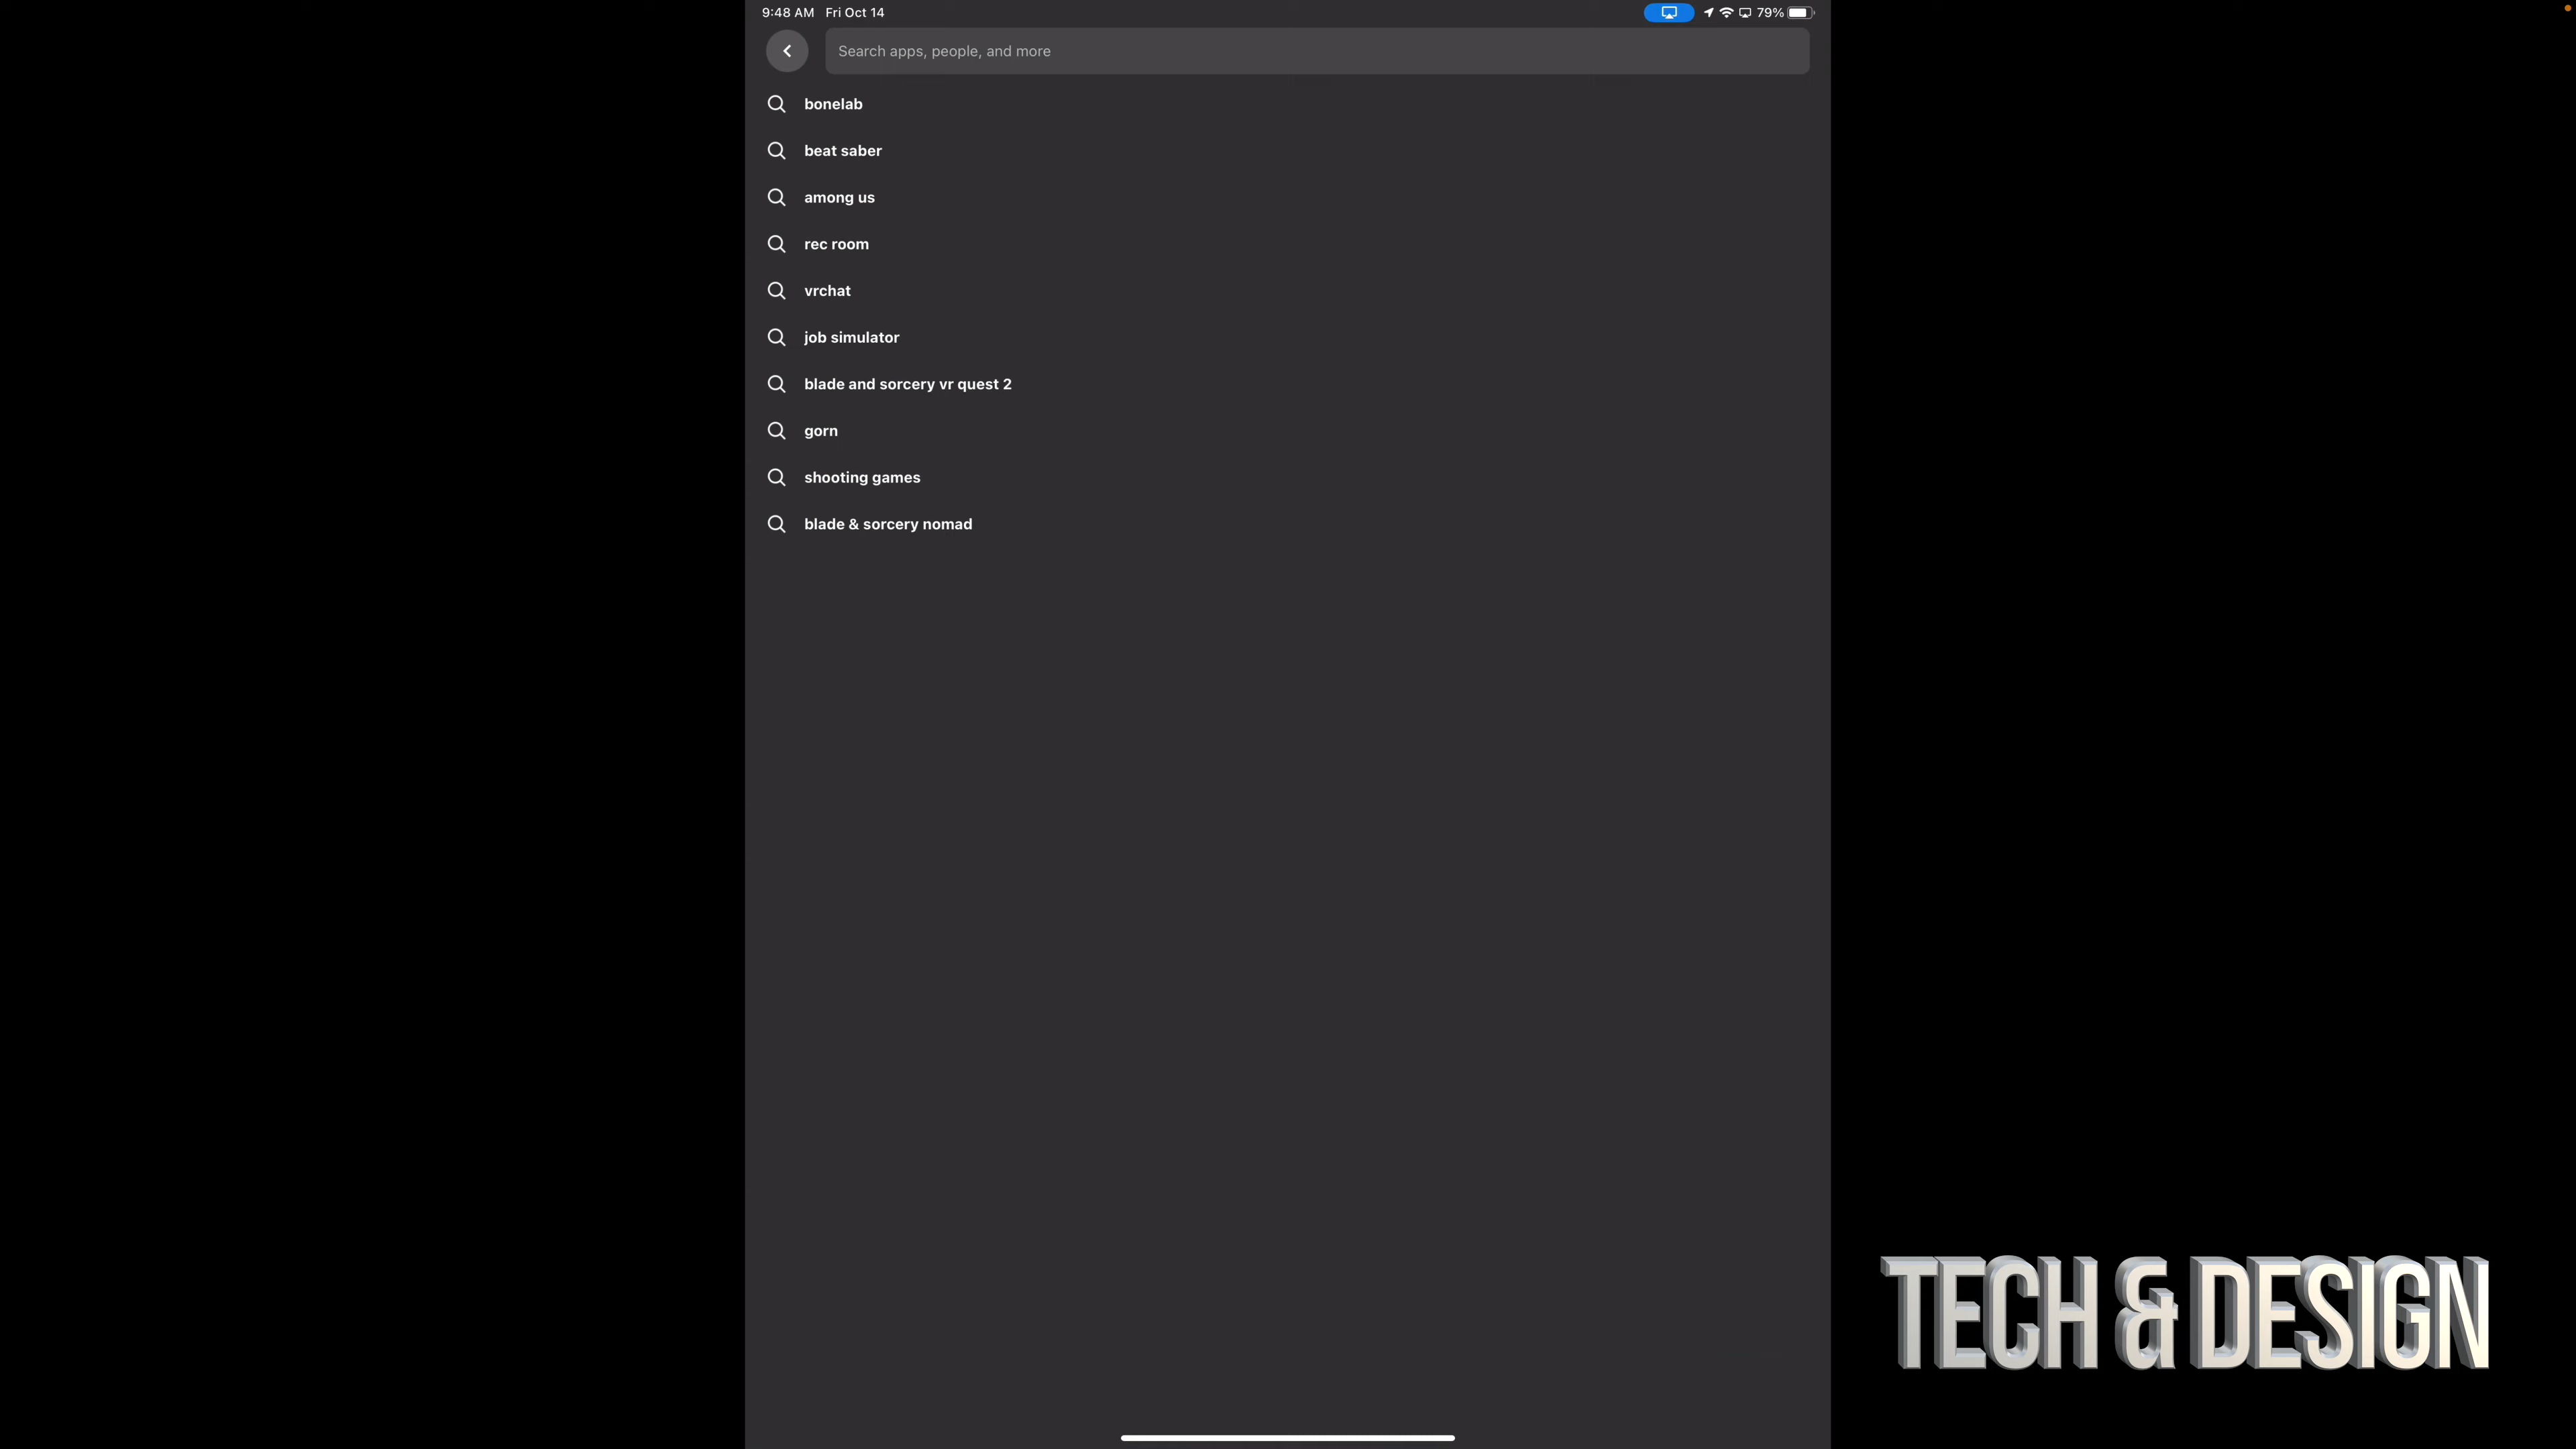 9:48 AM Fri Oct 14 79%
Search apps, people, and more
bonelab
beat saber
among us
rec room
vrchat
job simulator
blade and sorcery vr quest 2
gorn
shooting games
blade & sorcery nomad
TECH & DESIGN